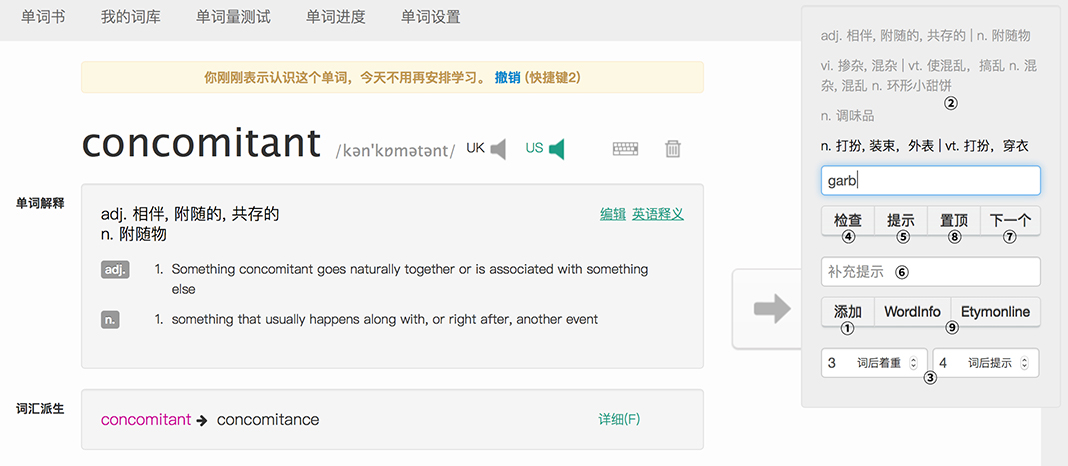 单词书 我的词库 单词量测试 单词进度 单词设置
你刚刚表示认识这个单词，今天不用再安排学习。 撤销 (快捷键2)
concomitant /kən'kɒmətənt/ UK US
单词解释
adj. 相伴, 附随的, 共存的
n. 附随物
编辑 英语释义
adj. 1. Something concomitant goes naturally together or is associated with something
else
n. 1. something that usually happens along with, or right after, another event
词汇派生
concomitant → concomitance 详细(F)
adj. 相伴, 附随的, 共存的 | n. 附随物
vi. 掺杂, 混杂 | vt. 使混乱，搞乱 n. 混
杂, 混乱 n. 环形小甜饼
②
n. 调味品
n. 打扮, 装束，外表 | vt. 打扮，穿衣
garb
检查 提示 置顶 下一个
④ ⑤ ⑧ ⑦
补充提示 ⑥
添加 WordInfo Etymonline
① ⑨
3 词后着重 4 词后提示
③